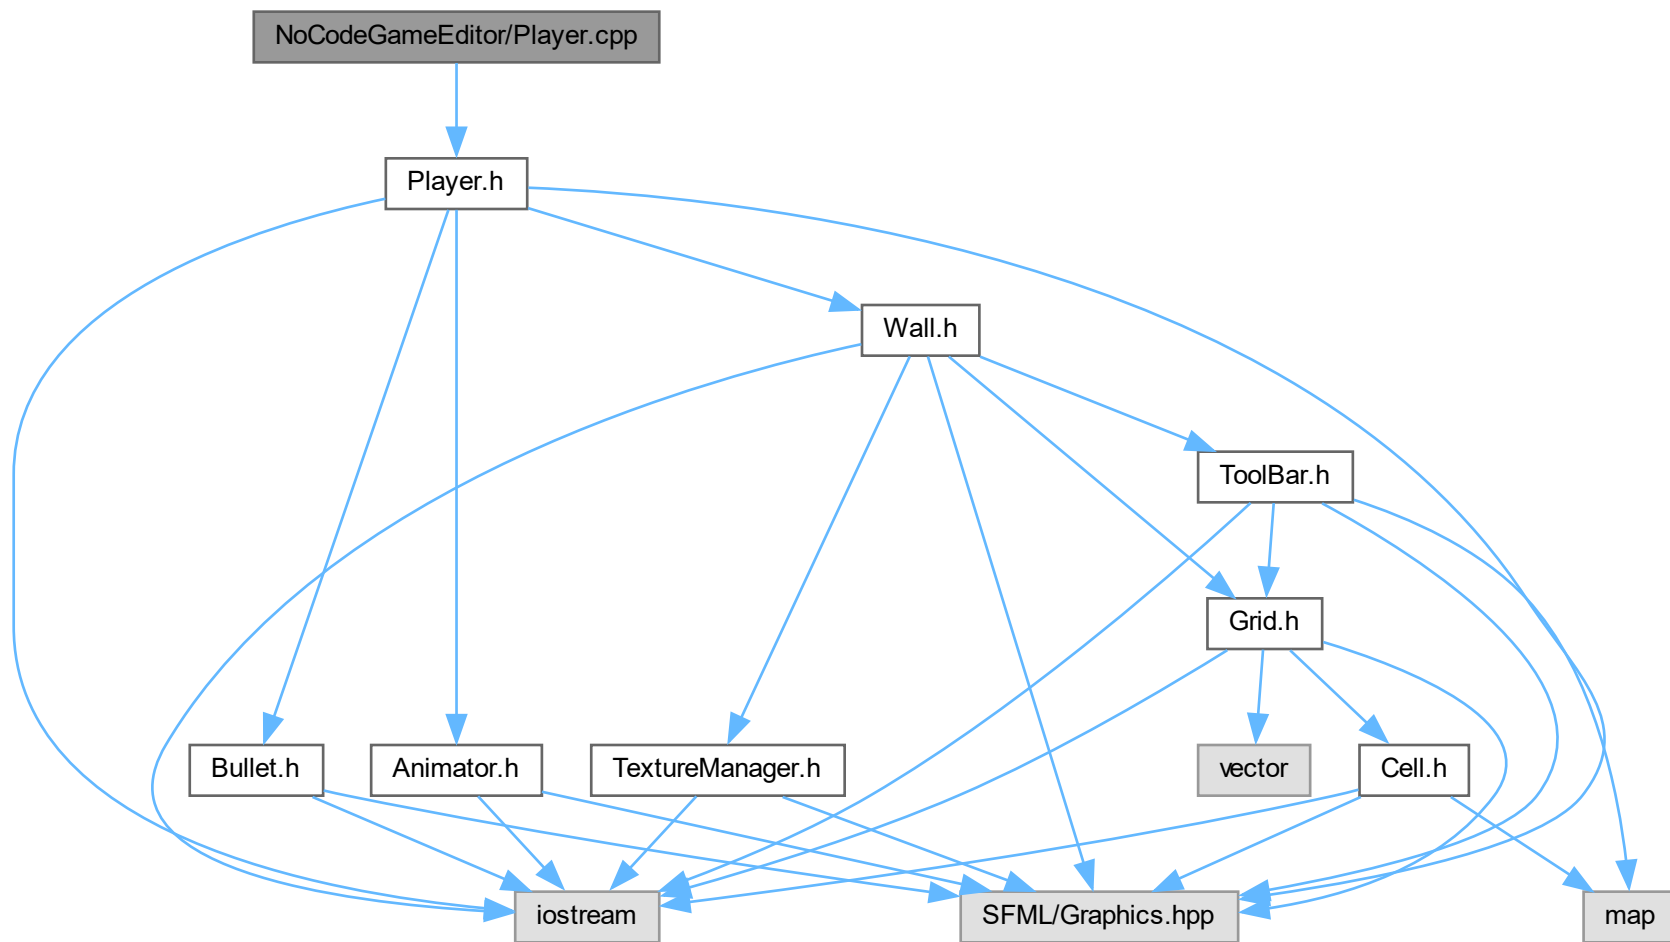 NoCodeGameEditor/Player.cpp
Player.h
Wall.h
ToolBar.h
Grid.h
Bullet.h
Animator.h
TextureManager.h
vector
Cell.h
iostream
SFML/Graphics.hpp
map